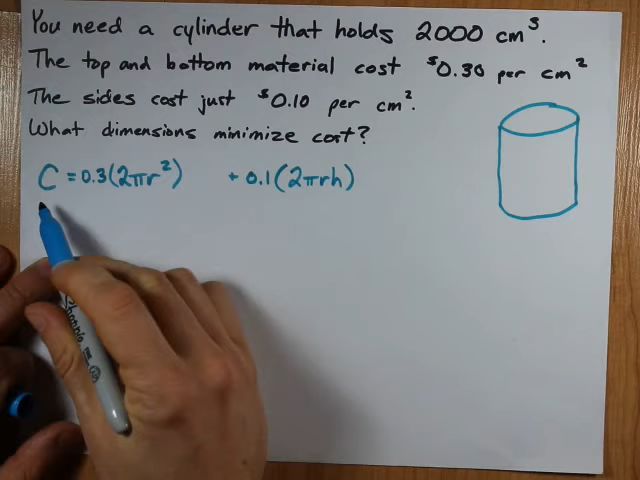 You need a cylinder that holds 2000 cm³.
The top and bottom material cost $0.30 per cm²
The sides cost just $0.10 per cm².
What dimensions minimize cost?
C = 0.3(2πr²) + 0.1(2πrh)
Sharpie